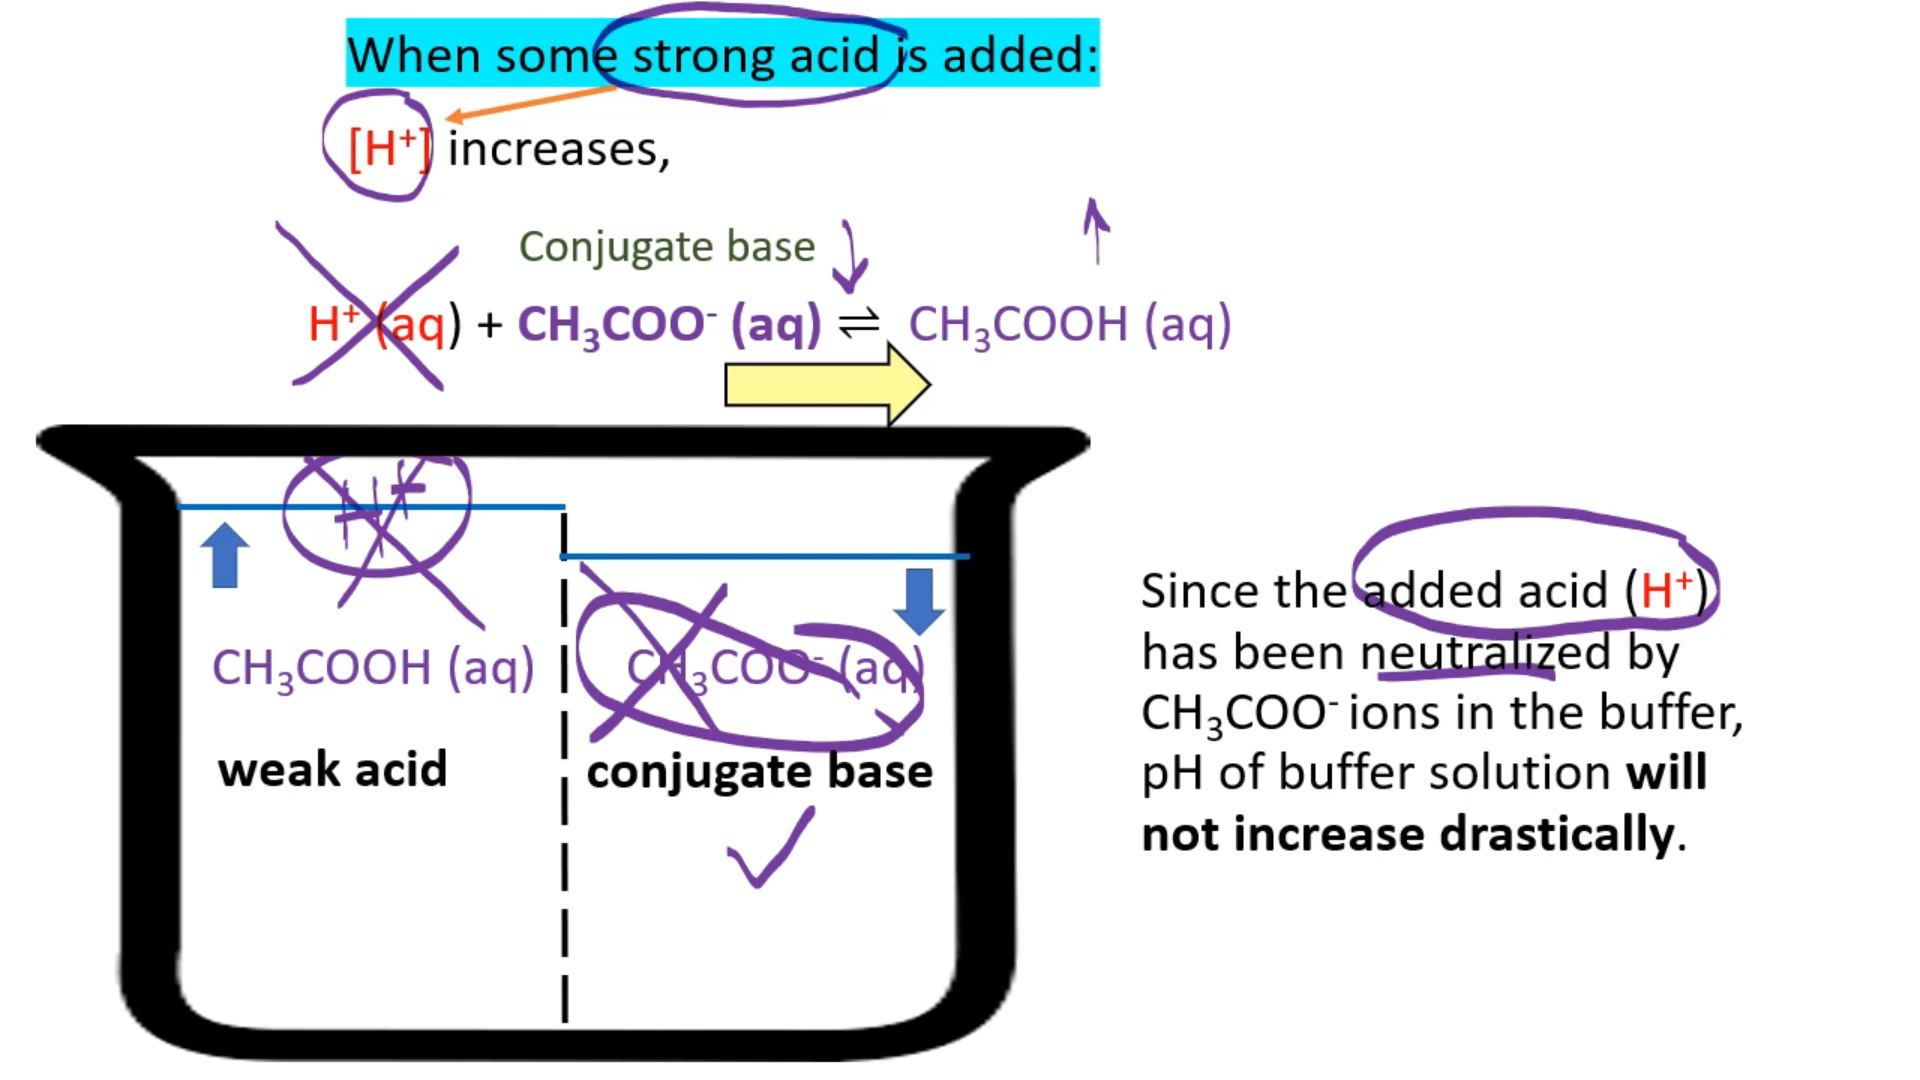 When some strong acid is added:
[H⁺] increases,
Conjugate base
H⁺ (aq) + CH₃COO⁻ (aq) ⇌ CH₃COOH (aq)
H⁺
CH₃COOH (aq)
CH₃COO⁻ (aq)
weak acid
conjugate base
Since the added acid (H⁺)
has been neutralized by
CH₃COO⁻ ions in the buffer,
pH of buffer solution will
not increase drastically.